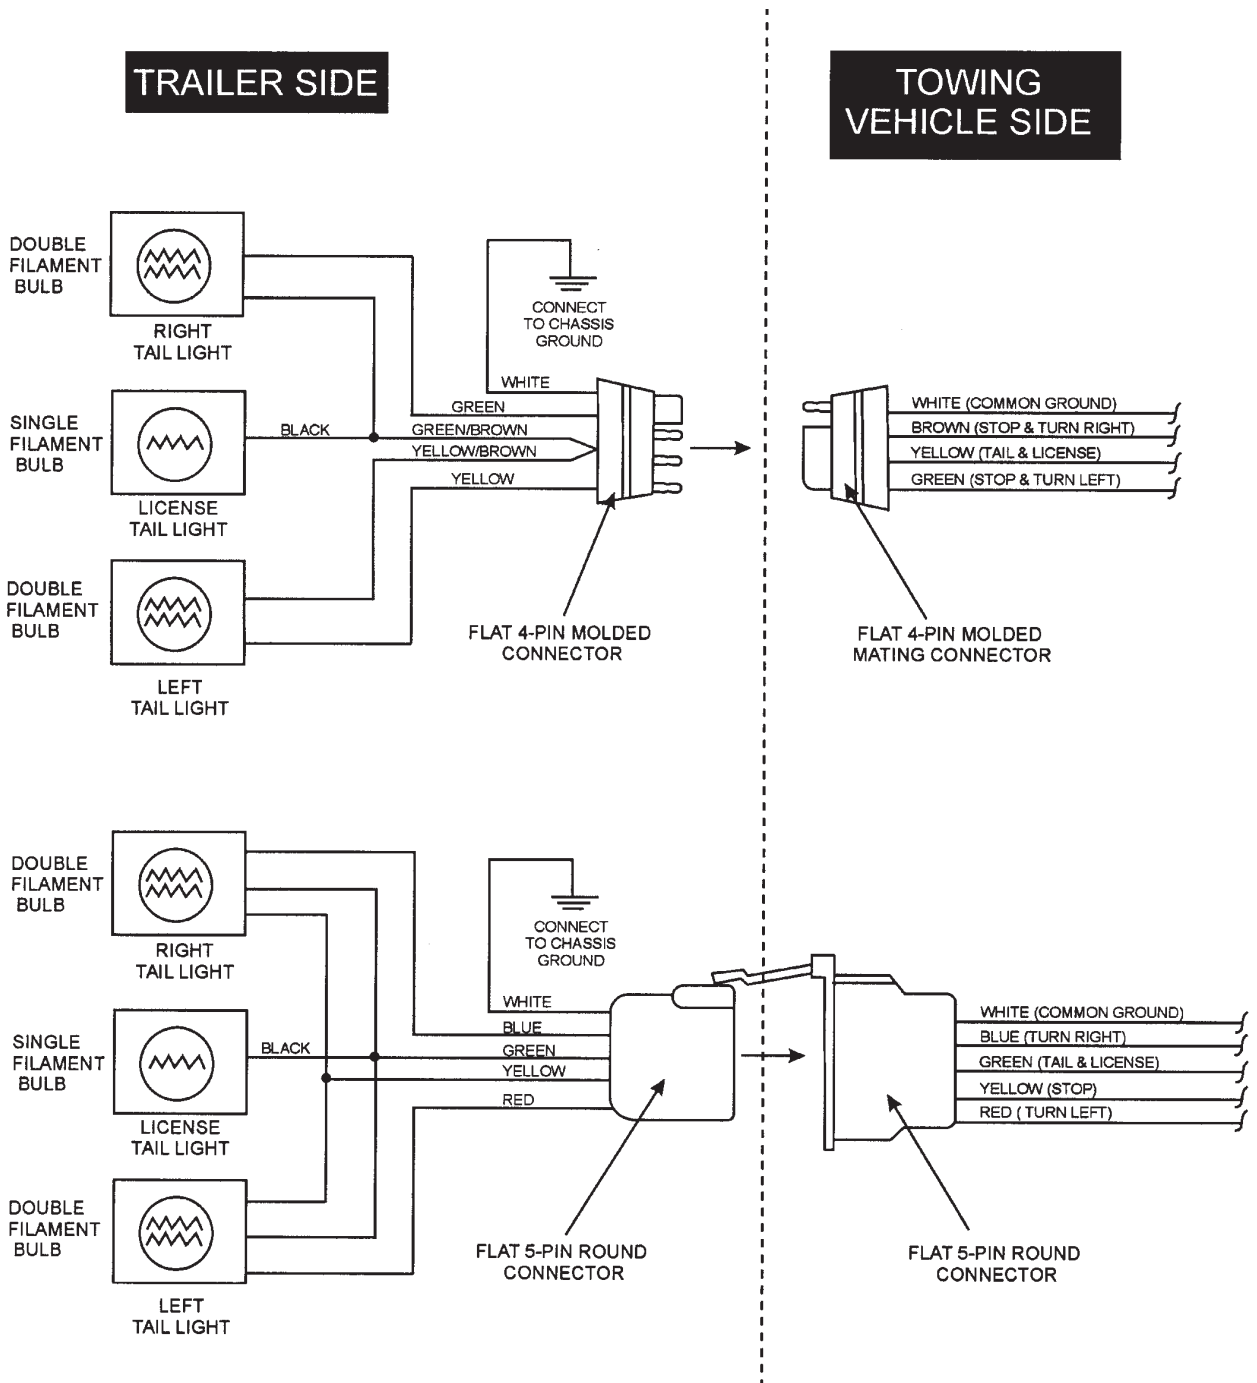 TRAILER SIDE
TOWING
VEHICLE SIDE
DOUBLE
FILAMENT
BULB
RIGHT
TAIL LIGHT
CONNECT
TO CHASSIS
GROUND
WHITE
GREEN
GREEN/BROWN
YELLOW/BROWN
YELLOW
SINGLE
FILAMENT
BULB
BLACK
LICENSE
TAIL LIGHT
DOUBLE
FILAMENT
BULB
LEFT
TAIL LIGHT
FLAT 4-PIN MOLDED
CONNECTOR
WHITE (COMMON GROUND)
BROWN (STOP & TURN RIGHT)
YELLOW (TAIL & LICENSE)
GREEN (STOP & TURN LEFT)
FLAT 4-PIN MOLDED
MATING CONNECTOR
DOUBLE
FILAMENT
BULB
RIGHT
TAIL LIGHT
CONNECT
TO CHASSIS
GROUND
WHITE
BLUE
GREEN
YELLOW
RED
SINGLE
FILAMENT
BULB
BLACK
LICENSE
TAIL LIGHT
DOUBLE
FILAMENT
BULB
LEFT
TAIL LIGHT
FLAT 5-PIN ROUND
CONNECTOR
WHITE (COMMON GROUND)
BLUE (TURN RIGHT)
GREEN (TAIL & LICENSE)
YELLOW (STOP)
RED ( TURN LEFT)
FLAT 5-PIN ROUND
CONNECTOR